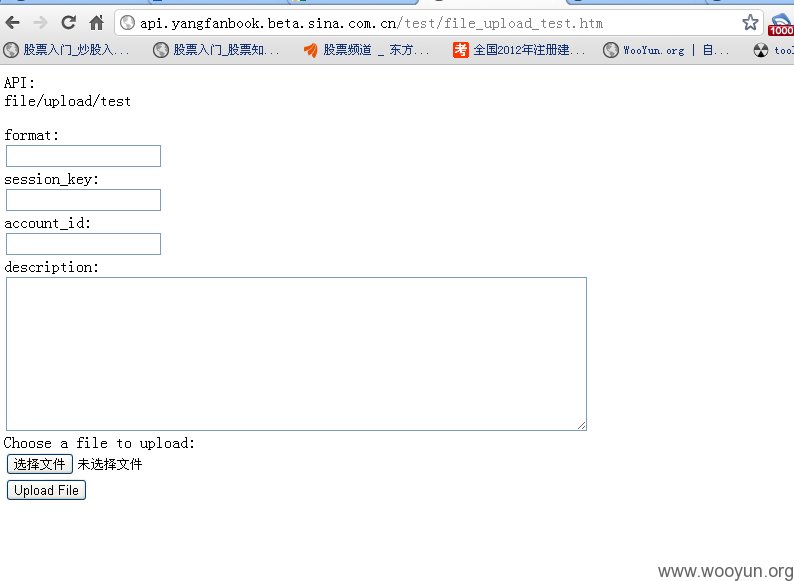 api.yangfanbook.beta.sina.com.cn/test/file_upload_test.htm
1000
股票入门_炒股入... 股票入门_股票知... 股票频道 _ 东方... 考 全国2012年注册建... WooYun.org | 自... too
API:
file/upload/test
format:
session_key:
account_id:
description:
Choose a file to upload:
选择文件 未选择文件
Upload File
www.wooyun.org